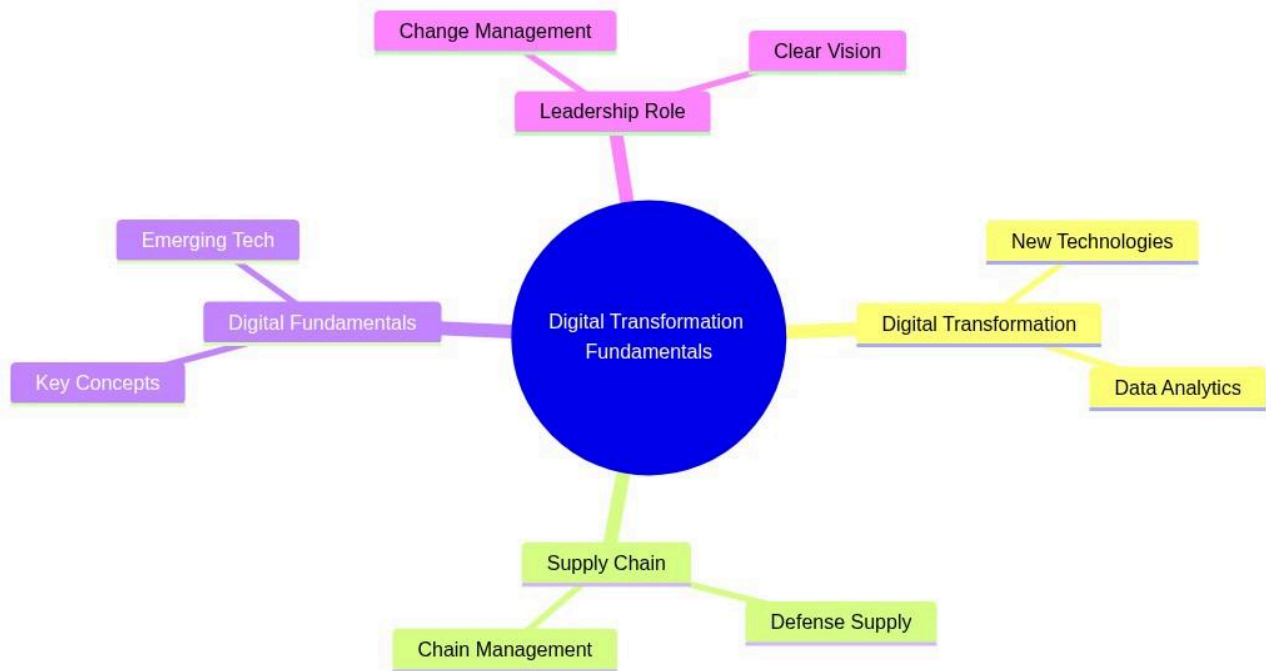 Change Management
Clear Vision
Leadership Role
Emerging Tech
New Technologies
Digital Fundamentals
Digital Transformation
Fundamentals
Digital Transformation
Key Concepts
Data Analytics
Supply Chain
Defense Supply
Chain Management